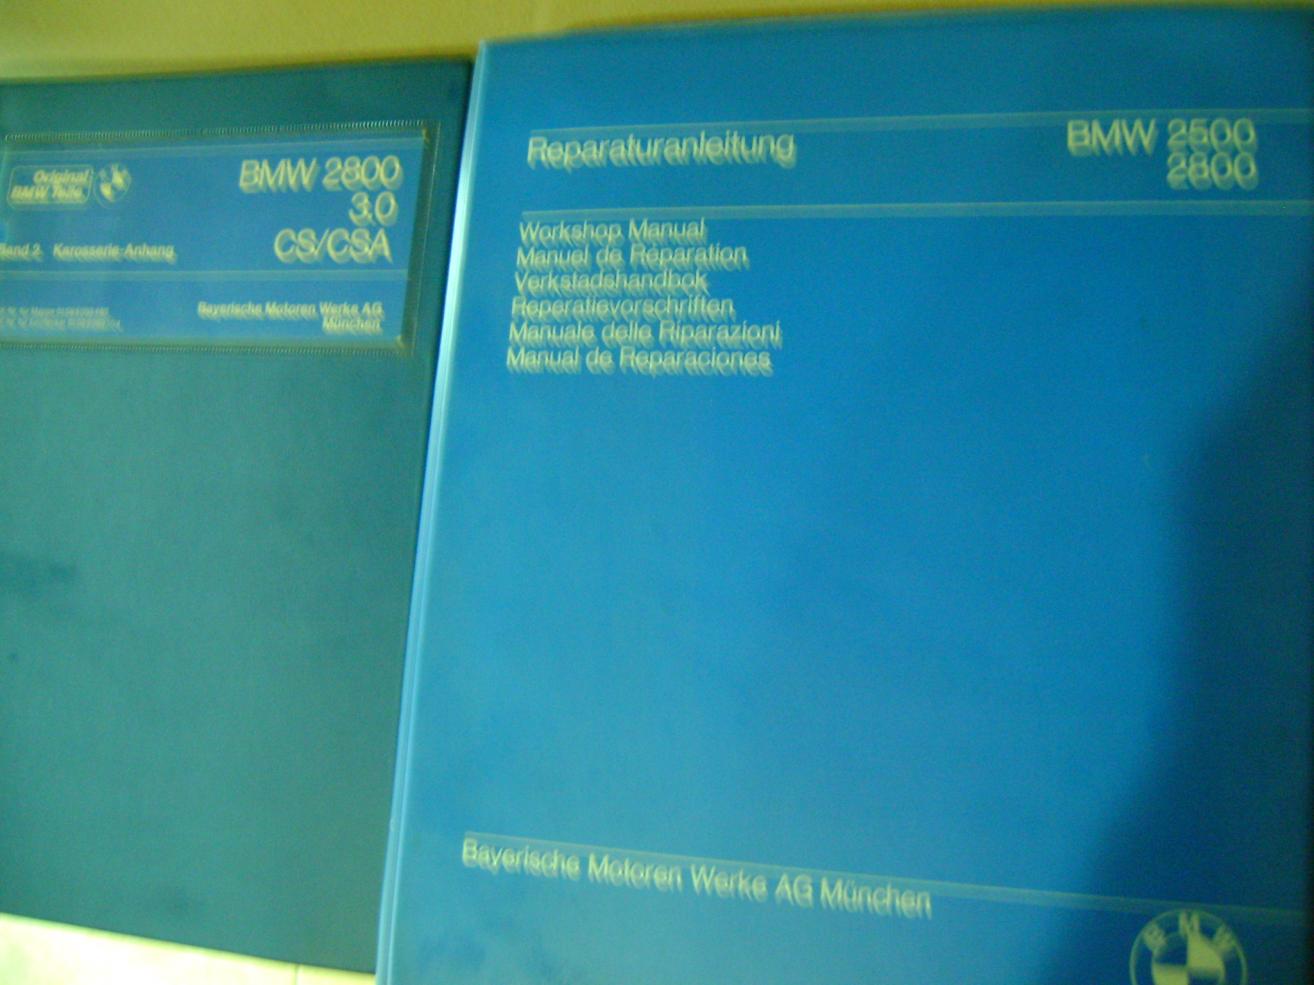 Original
BMW Teile
BMW 2800
3.0
CS/CSA
Band 2 Karosserie-Anhang
Bayerische Motoren Werke AG
München
Reparaturanleitung
BMW 2500
2800
Workshop Manual
Manuel de Réparation
Verkstadshandbok
Reparatievorschriften
Manuale delle Riparazioni
Manual de Reparaciones
Bayerische Motoren Werke AG München
BMW